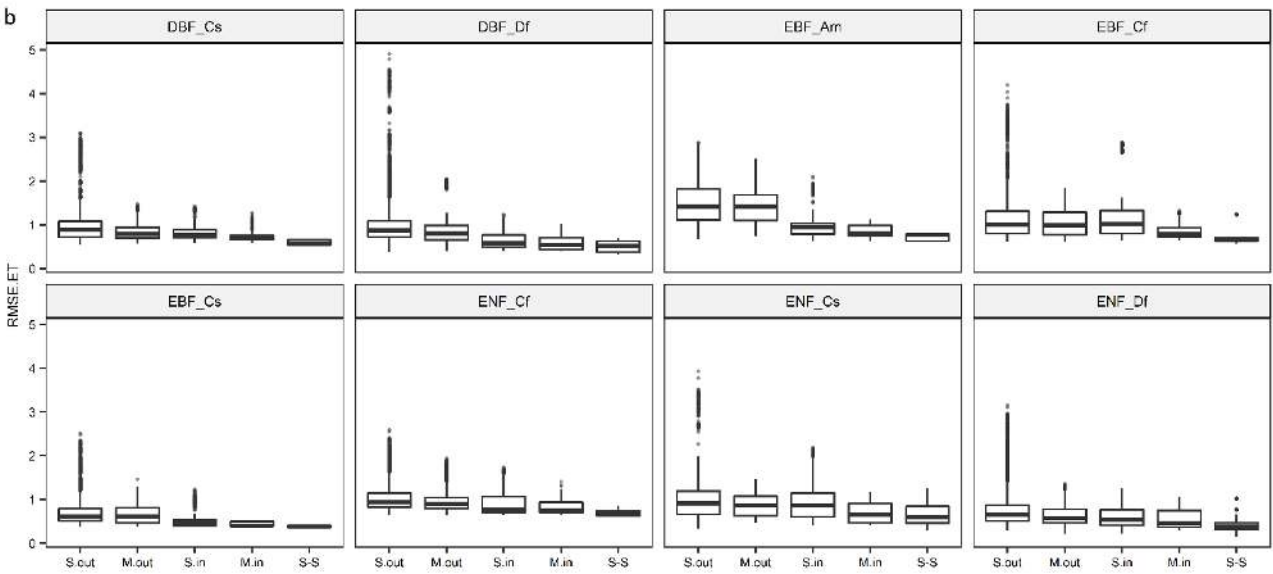 b
DBF_Cs DBF_Df EBF_Am EBF_Cf
5
4
3
2
1
0
RMSE.ET
EBF_Cs ENF_Cf ENF_Cs ENF_Df
5
4
3
2
1
0
S.out M.out S.in M.in S-S S.out M.out S.in M.in S-S S.out M.out S.in M.in S-S S.out M.out S.in M.in S-S